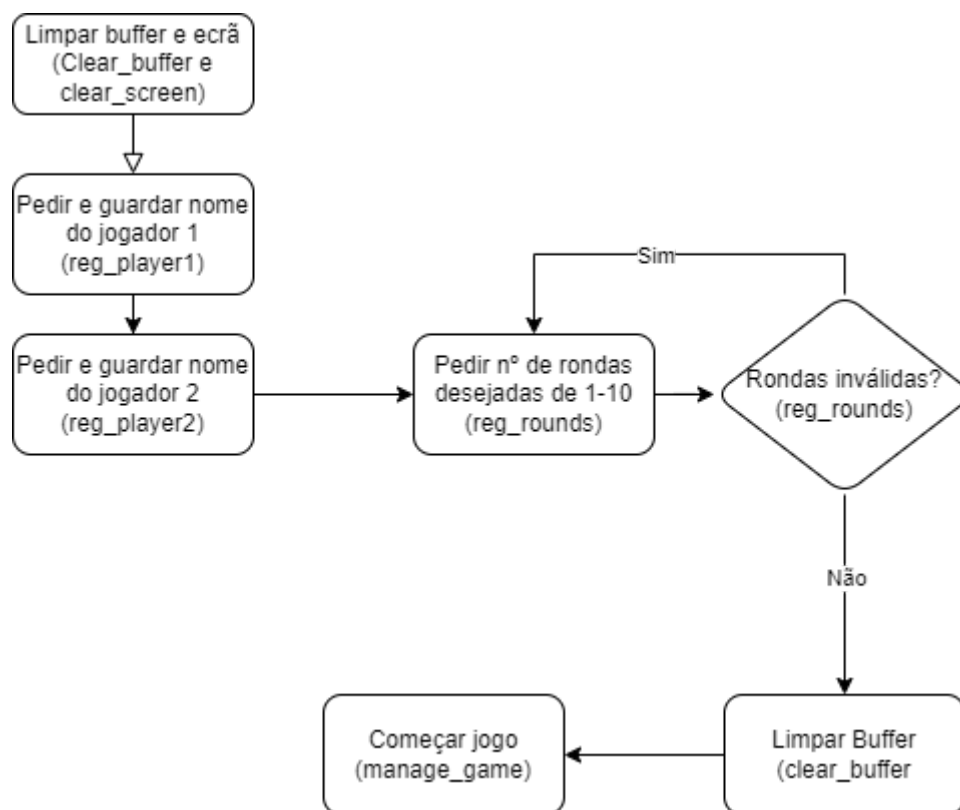 Limpar buffer e ecrã
(Clear_buffer e
clear_screen)
Pedir e guardar nome
do jogador 1
(reg_player1)
Pedir e guardar nome
do jogador 2
(reg_player2)
Pedir nº de rondas
desejadas de 1-10
(reg_rounds)
Sim
Rondas inválidas?
(reg_rounds)
Não
Limpar Buffer
(clear_buffer
Começar jogo
(manage_game)